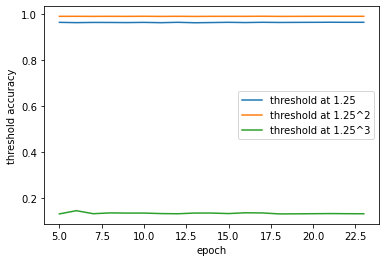 1.0
0.8
0.6
0.4
0.2
threshold accuracy
threshold at 1.25
threshold at 1.25^2
threshold at 1.25^3
5.0 7.5 10.0 12.5 15.0 17.5 20.0 22.5
epoch